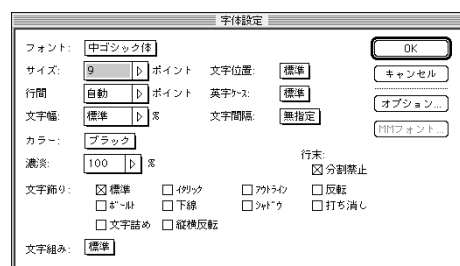 字体設定
フォント: 中ゴシック体
OK
サイズ: 9 ポイント 文字位置: 標準
キャンセル
行間 自動 ポイント 英字ｹｰｽ: 標準
オプション...
文字幅: 標準 % 文字間隔: 無指定
MMフォント...
カラー: ブラック
行末:
濃淡: 100 % 分割禁止
文字飾り: 標準 ｲﾀﾘｯｸ ｱｳﾄﾗｲﾝ 反転
ﾎﾞｰﾙﾄﾞ 下線 ｼｬﾄﾞｳ 打ち消し
文字詰め 縦横反転
文字組み: 標準